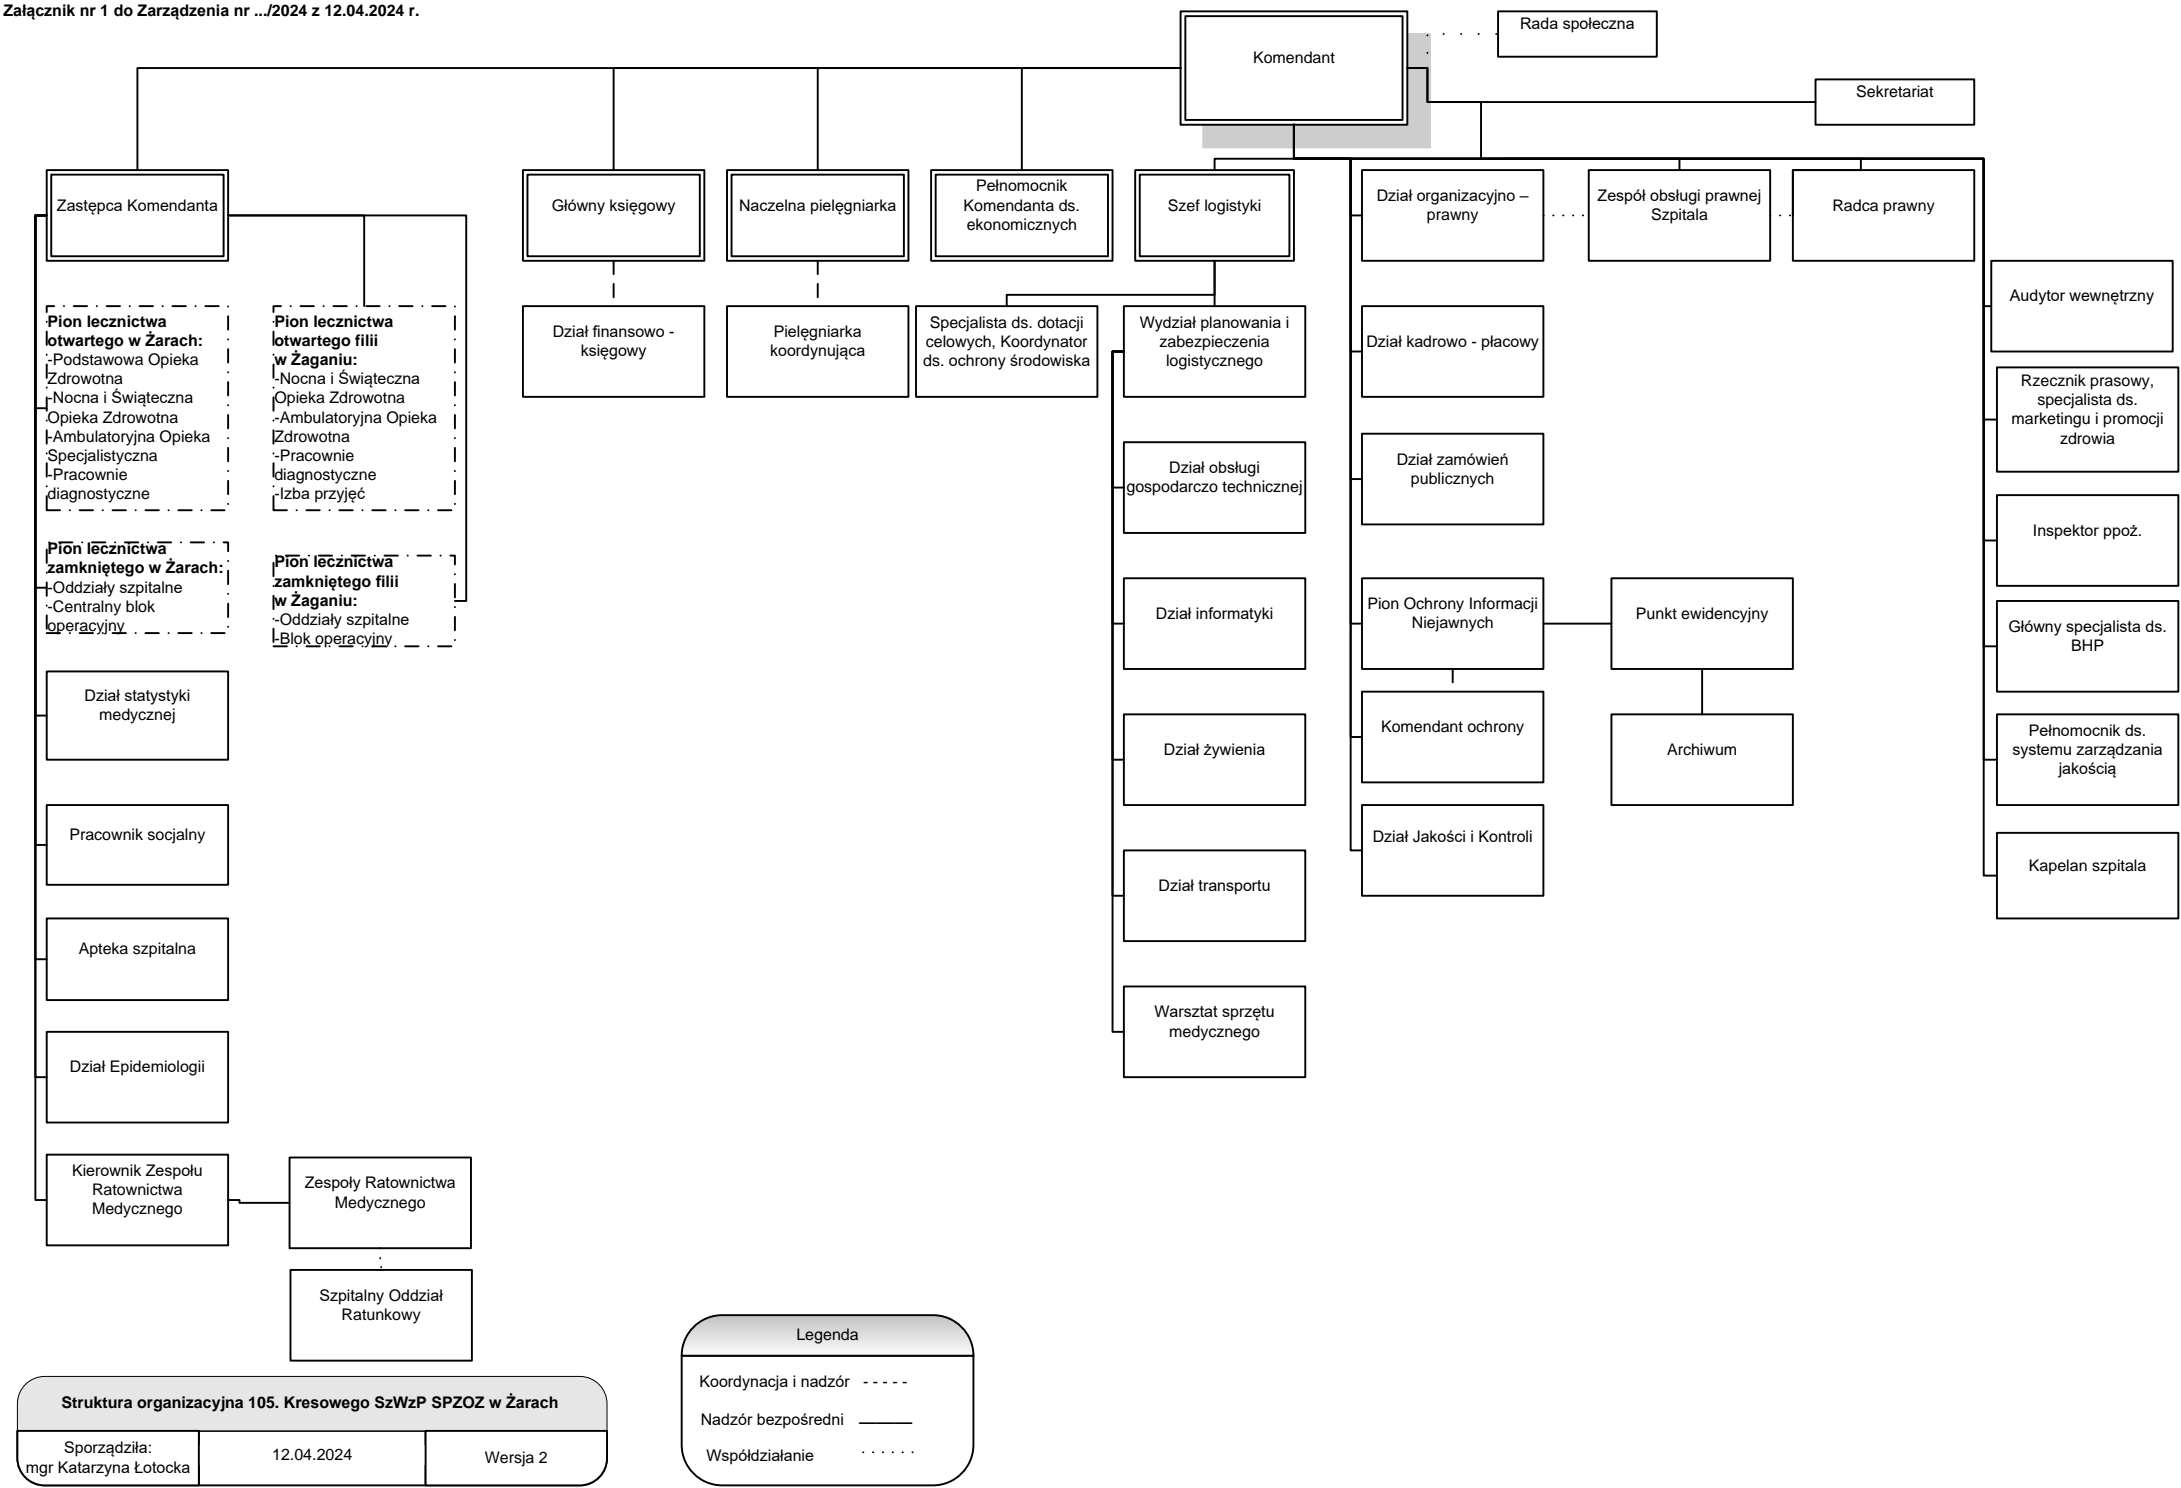 Załącznik nr 1 do Zarządzenia nr .../2024 z 12.04.2024 r.
Komendant
Rada społeczna
Sekretariat
Zastępca Komendanta
Główny księgowy
Naczelna pielęgniarka
Pełnomocnik
Komendanta ds.
ekonomicznych
Szef logistyki
Dział organizacyjno –
prawny
Zespół obsługi prawnej
Szpitala
Radca prawny
Pion lecznictwa
otwartego w Żarach:
-Podstawowa Opieka
Zdrowotna
-Nocna i Świąteczna
Opieka Zdrowotna
-Ambulatoryjna Opieka
Specjalistyczna
-Pracownie
diagnostyczne
Pion lecznictwa
otwartego filii
w Żaganiu:
-Nocna i Świąteczna
Opieka Zdrowotna
-Ambulatoryjna Opieka
Zdrowotna
-Pracownie
diagnostyczne
-Izba przyjęć
Dział finansowo -
księgowy
Pielęgniarka
koordynująca
Specjalista ds. dotacji
celowych, Koordynator
ds. ochrony środowiska
Wydział planowania i
zabezpieczenia
logistycznego
Dział kadrowo - płacowy
Audytor wewnętrzny
Rzecznik prasowy,
specjalista ds.
marketingu i promocji
zdrowia
Dział obsługi
gospodarczo technicznej
Dział zamówień
publicznych
Inspektor ppoż.
Pion lecznictwa
zamkniętego w Żarach:
-Oddziały szpitalne
-Centralny blok
operacyjny
Pion lecznictwa
zamkniętego filii
w Żaganiu:
-Oddziały szpitalne
-Blok operacyjny
Dział informatyki
Pion Ochrony Informacji
Niejawnych
Punkt ewidencyjny
Główny specjalista ds.
BHP
Dział statystyki
medycznej
Dział żywienia
Komendant ochrony
Archiwum
Pełnomocnik ds.
systemu zarządzania
jakością
Pracownik socjalny
Dział transportu
Dział Jakości i Kontroli
Kapelan szpitala
Apteka szpitalna
Warsztat sprzętu
medycznego
Dział Epidemiologii
Kierownik Zespołu
Ratownictwa
Medycznego
Zespoły Ratownictwa
Medycznego
Szpitalny Oddział
Ratunkowy
Legenda
Koordynacja i nadzór
Nadzór bezpośredni
Współdziałanie
Struktura organizacyjna 105. Kresowego SzWzP SPZOZ w Żarach
Sporządziła:
mgr Katarzyna Łotocka
12.04.2024
Wersja 2